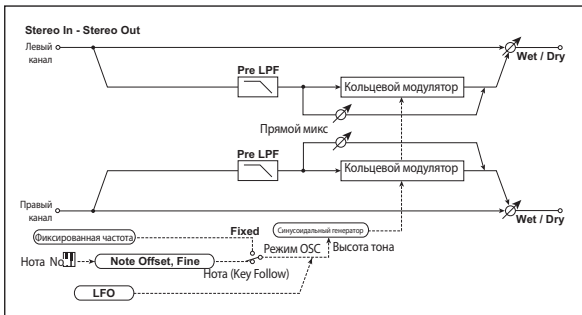 Stereo In - Stereo Out
Левый
канал
Wet / Dry
Pre LPF
Кольцевой модулятор
Прямой микс
Pre LPF
Кольцевой модулятор
Правый
канал
Wet / Dry
Фиксированная частота
Fixed
Синусоидальный генератор
Режим OSC
Высота тона
Нота No
Note Offset, Fine
Нота (Key Follow)
LFO